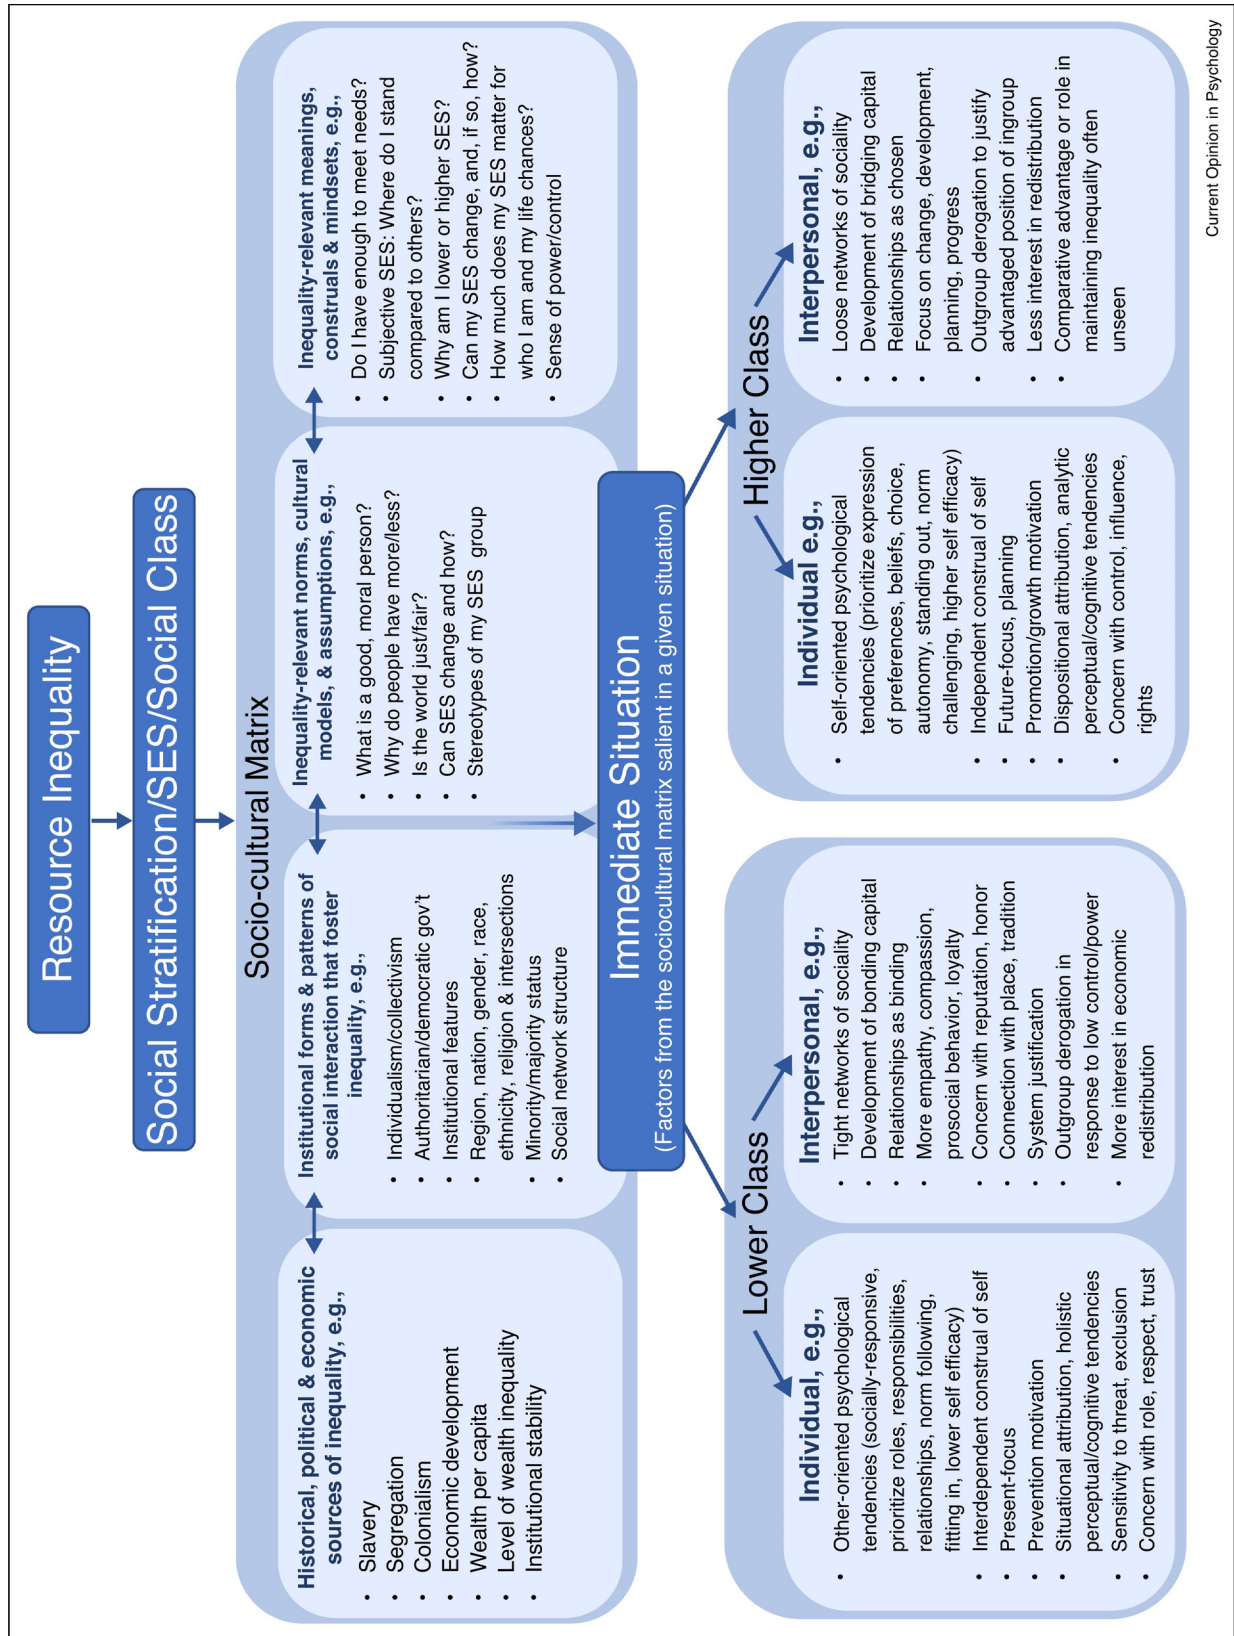 Resource Inequality
Social Stratification/SES/Social Class
Socio-cultural Matrix
Historical, political & economic
sources of inequality, e.g.,
• Slavery
• Segregation
• Colonialism
• Economic development
• Wealth per capita
• Level of wealth inequality
• Institutional stability
Institutional forms & patterns of
social interaction that foster
inequality, e.g.,
• Individualism/collectivism
• Authoritarian/democratic gov't
• Institutional features
• Region, nation, gender, race,
ethnicity, religion & intersections
• Minority/majority status
• Social network structure
Inequality-relevant norms, cultural
models, & assumptions, e.g.,
• What is a good, moral person?
• Why do people have more/less?
• Is the world just/fair?
• Can SES change and how?
• Stereotypes of my SES group
Inequality-relevant meanings,
construals & mindsets, e.g.,
• Do I have enough to meet needs?
• Subjective SES: Where do I stand
compared to others?
• Why am I lower or higher SES?
• Can my SES change, and, if so, how?
• How much does my SES matter for
who I am and my life chances?
• Sense of power/control
Immediate Situation
(Factors from the sociocultural matrix salient in a given situation)
Lower Class
Individual, e.g.,
• Other-oriented psychological
tendencies (socially-responsive,
prioritize roles, responsibilities,
relationships, norm following,
fitting in, lower self efficacy)
• Interdependent construal of self
• Present-focus
• Prevention motivation
• Situational attribution, holistic
perceptual/cognitive tendencies
• Sensitivity to threat, exclusion
• Concern with role, respect, trust
Interpersonal, e.g.,
• Tight networks of sociality
• Development of bonding capital
• Relationships as binding
• More empathy, compassion,
prosocial behavior, loyalty
• Concern with reputation, honor
• Connection with place, tradition
• System justification
• Outgroup derogation in
response to low control/power
• More interest in economic
redistribution
Higher Class
Individual e.g.,
• Self-oriented psychological
tendencies (prioritize expression
of preferences, beliefs, choice,
autonomy, standing out, norm
challenging, higher self efficacy)
• Independent construal of self
• Future-focus, planning
• Promotion/growth motivation
• Dispositional attribution, analytic
perceptual/cognitive tendencies
• Concern with control, influence,
rights
Interpersonal, e.g.,
• Loose networks of sociality
• Development of bridging capital
• Relationships as chosen
• Focus on change, development,
planning, progress
• Outgroup derogation to justify
advantaged position of ingroup
• Less interest in redistribution
• Comparative advantage or role in
maintaining inequality often
unseen
Current Opinion in Psychology